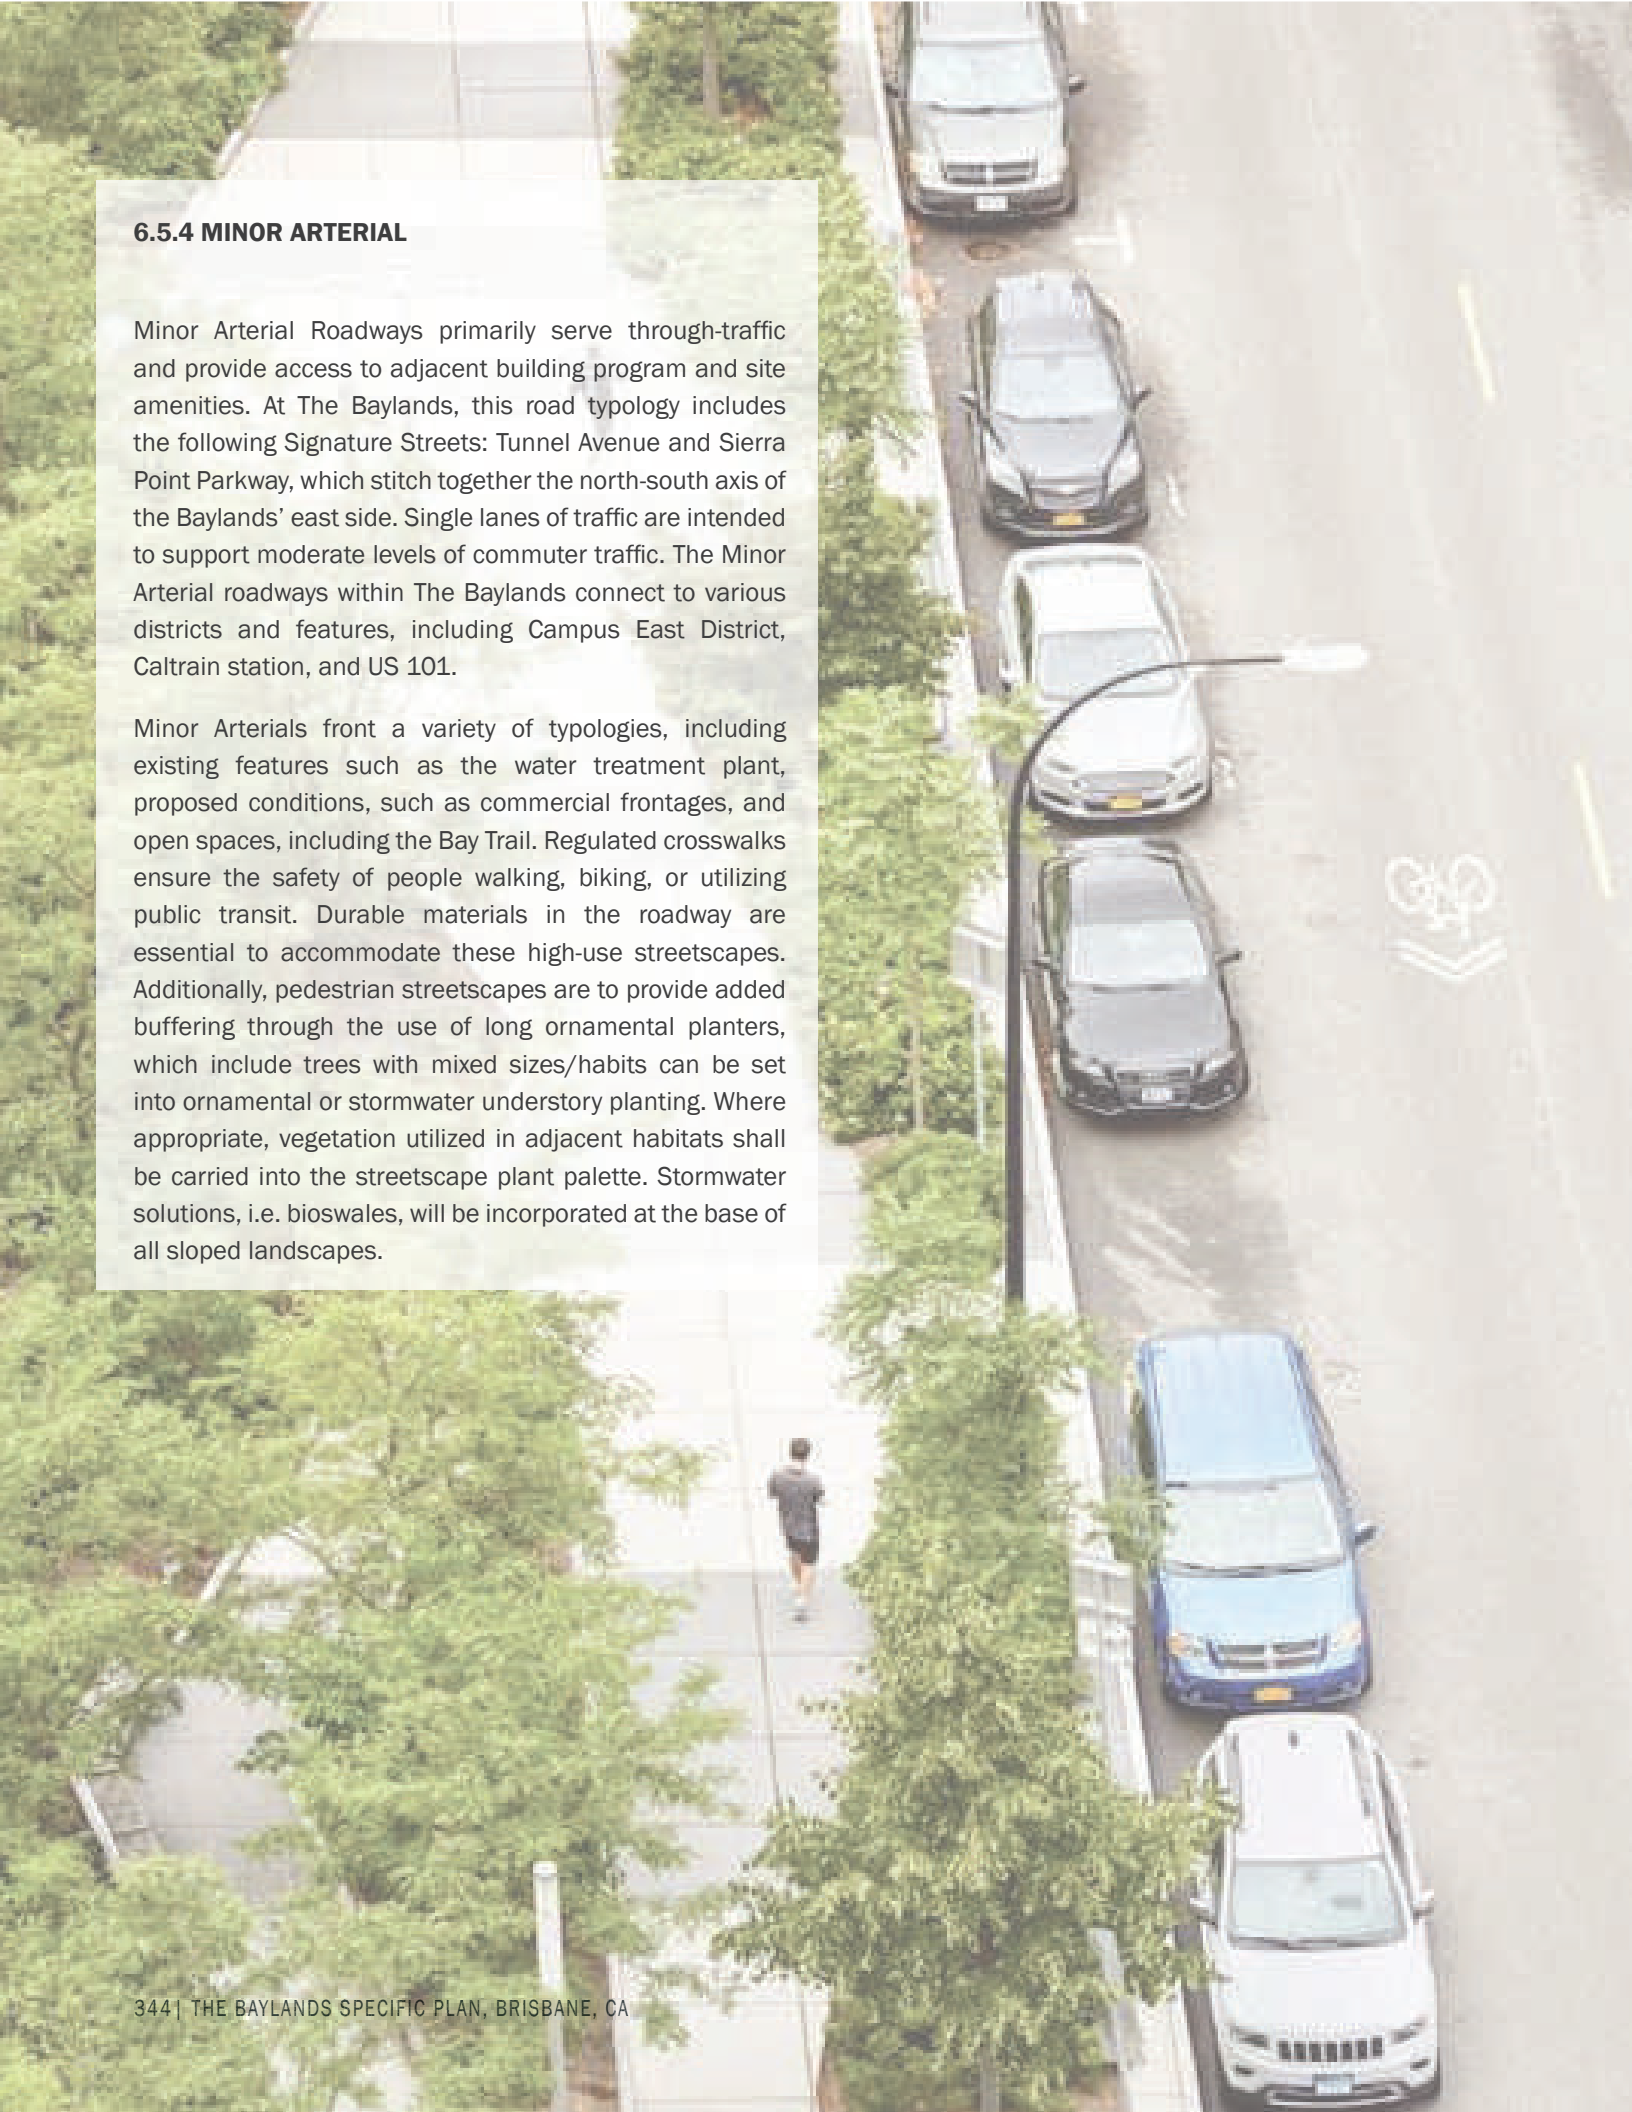 6.5.4 MINOR ARTERIAL
Minor Arterial Roadways primarily serve through-traffic
and provide access to adjacent building program and site
amenities. At The Baylands, this road typology includes
the following Signature Streets: Tunnel Avenue and Sierra
Point Parkway, which stitch together the north-south axis of
the Baylands’ east side. Single lanes of traffic are intended
to support moderate levels of commuter traffic. The Minor
Arterial roadways within The Baylands connect to various
districts and features, including Campus East District,
Caltrain station, and US 101.
Minor Arterials front a variety of typologies, including
existing features such as the water treatment plant,
proposed conditions, such as commercial frontages, and
open spaces, including the Bay Trail. Regulated crosswalks
ensure the safety of people walking, biking, or utilizing
public transit. Durable materials in the roadway are
essential to accommodate these high-use streetscapes.
Additionally, pedestrian streetscapes are to provide added
buffering through the use of long ornamental planters,
which include trees with mixed sizes/habits can be set
into ornamental or stormwater understory planting. Where
appropriate, vegetation utilized in adjacent habitats shall
be carried into the streetscape plant palette. Stormwater
solutions, i.e. bioswales, will be incorporated at the base of
all sloped landscapes.
344| THE BAYLANDS SPECIFIC PLAN, BRISBANE, CA